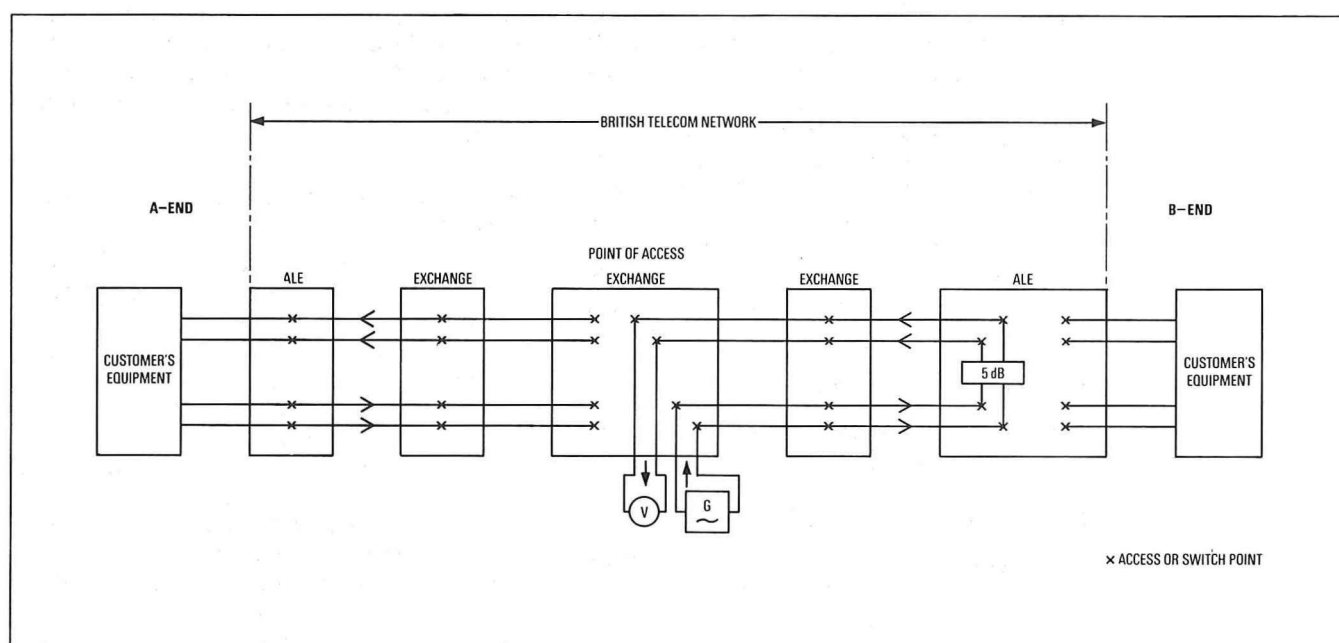 BRITISH TELECOM NETWORK
A–END
B–END
POINT OF ACCESS
ALE
EXCHANGE
EXCHANGE
EXCHANGE
ALE
CUSTOMER'S
EQUIPMENT
5 dB
CUSTOMER'S
EQUIPMENT
V
G
~
× ACCESS OR SWITCH POINT